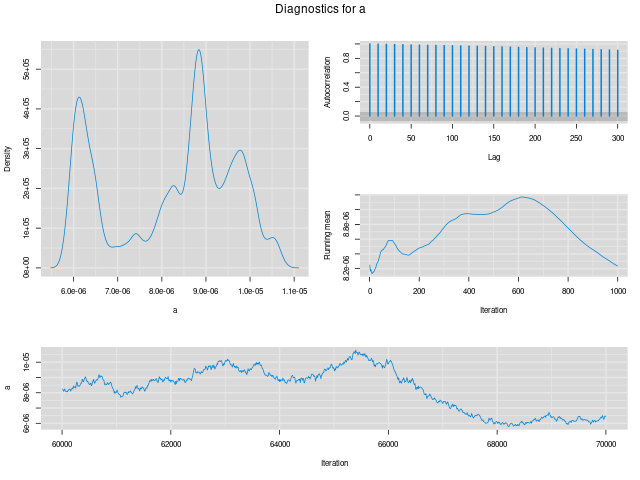 Diagnostics for a
Density
0e+00 1e+05 2e+05 3e+05 4e+05 5e+05
6.0e-06 7.0e-06 8.0e-06 9.0e-06 1.0e-05 1.1e-05
a
Autocorrelation
0.0 0.4 0.8
0 50 100 150 200 250 300
Lag
Running mean
8.2e-06 8.8e-06
0 200 400 600 800 1000
Iteration
a
6e-06 8e-06 1e-05
60000 62000 64000 66000 68000 70000
Iteration